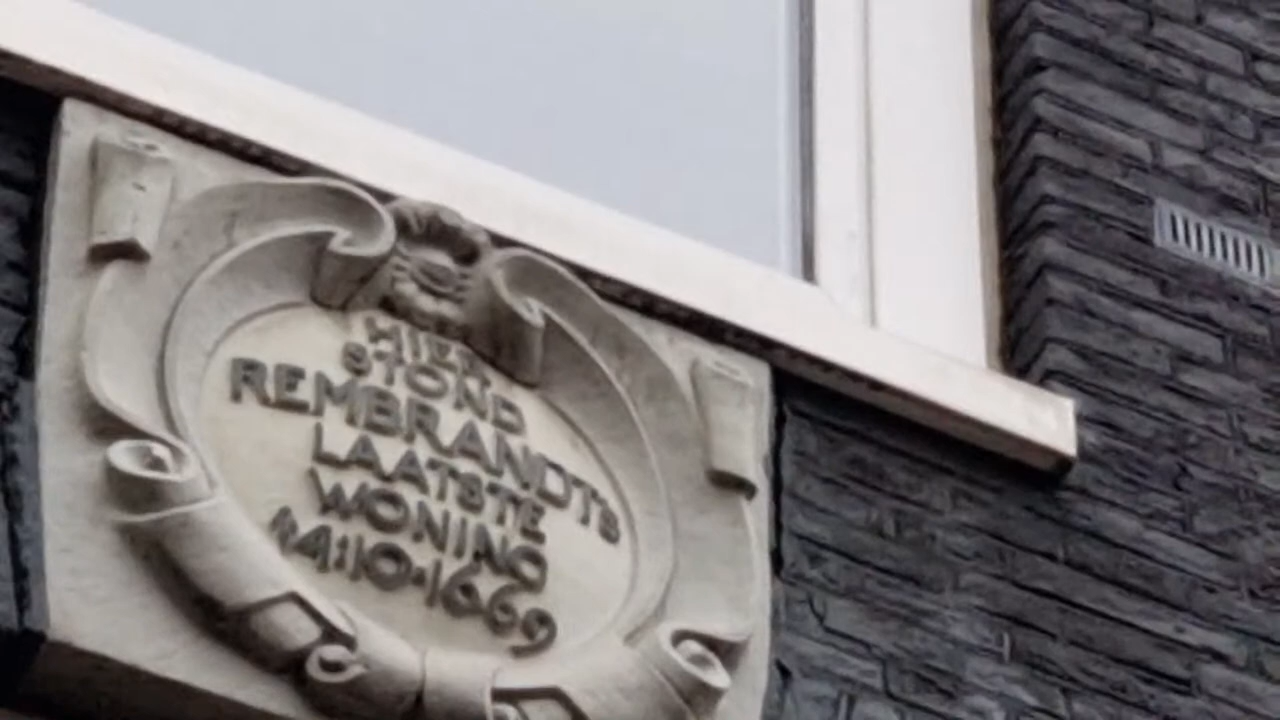 HIER
STOND
REMBRANDTS
LAATSTE
WONING
4·10·1669